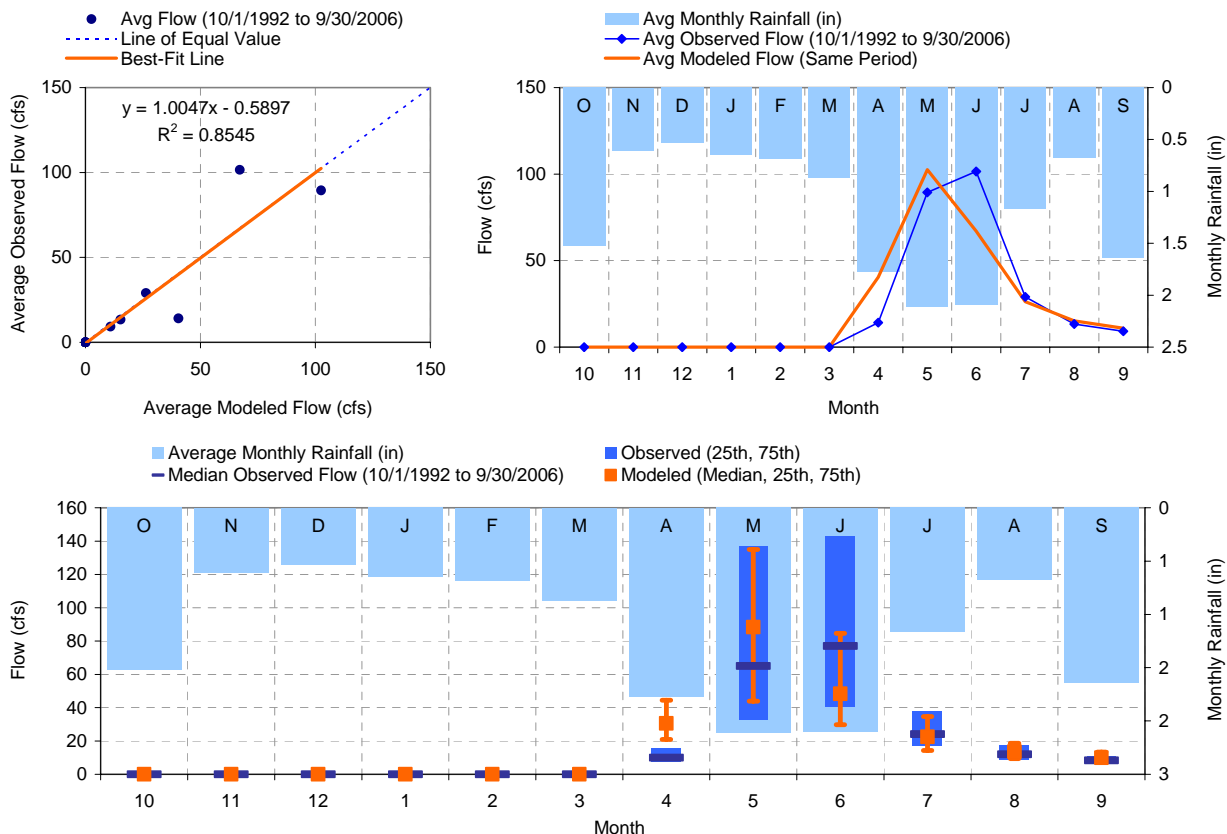 Avg Flow (10/1/1992 to 9/30/2006)
Line of Equal Value
Best-Fit Line
y = 1.0047x - 0.5897
R² = 0.8545
150
100
50
0
0 50 100 150
Average Observed Flow (cfs)
Average Modeled Flow (cfs)
Avg Monthly Rainfall (in)
Avg Observed Flow (10/1/1992 to 9/30/2006)
Avg Modeled Flow (Same Period)
O N D J F M A M J J A S
150
100
50
0
Flow (cfs)
0
0.5
1
1.5
2
2.5
Monthly Rainfall (in)
10 11 12 1 2 3 4 5 6 7 8 9
Month
Average Monthly Rainfall (in)
Median Observed Flow (10/1/1992 to 9/30/2006)
Observed (25th, 75th)
Modeled (Median, 25th, 75th)
O N D J F M A M J J A S
160
140
120
100
80
60
40
20
0
Flow (cfs)
0
1
1
2
2
3
Monthly Rainfall (in)
10 11 12 1 2 3 4 5 6 7 8 9
Month